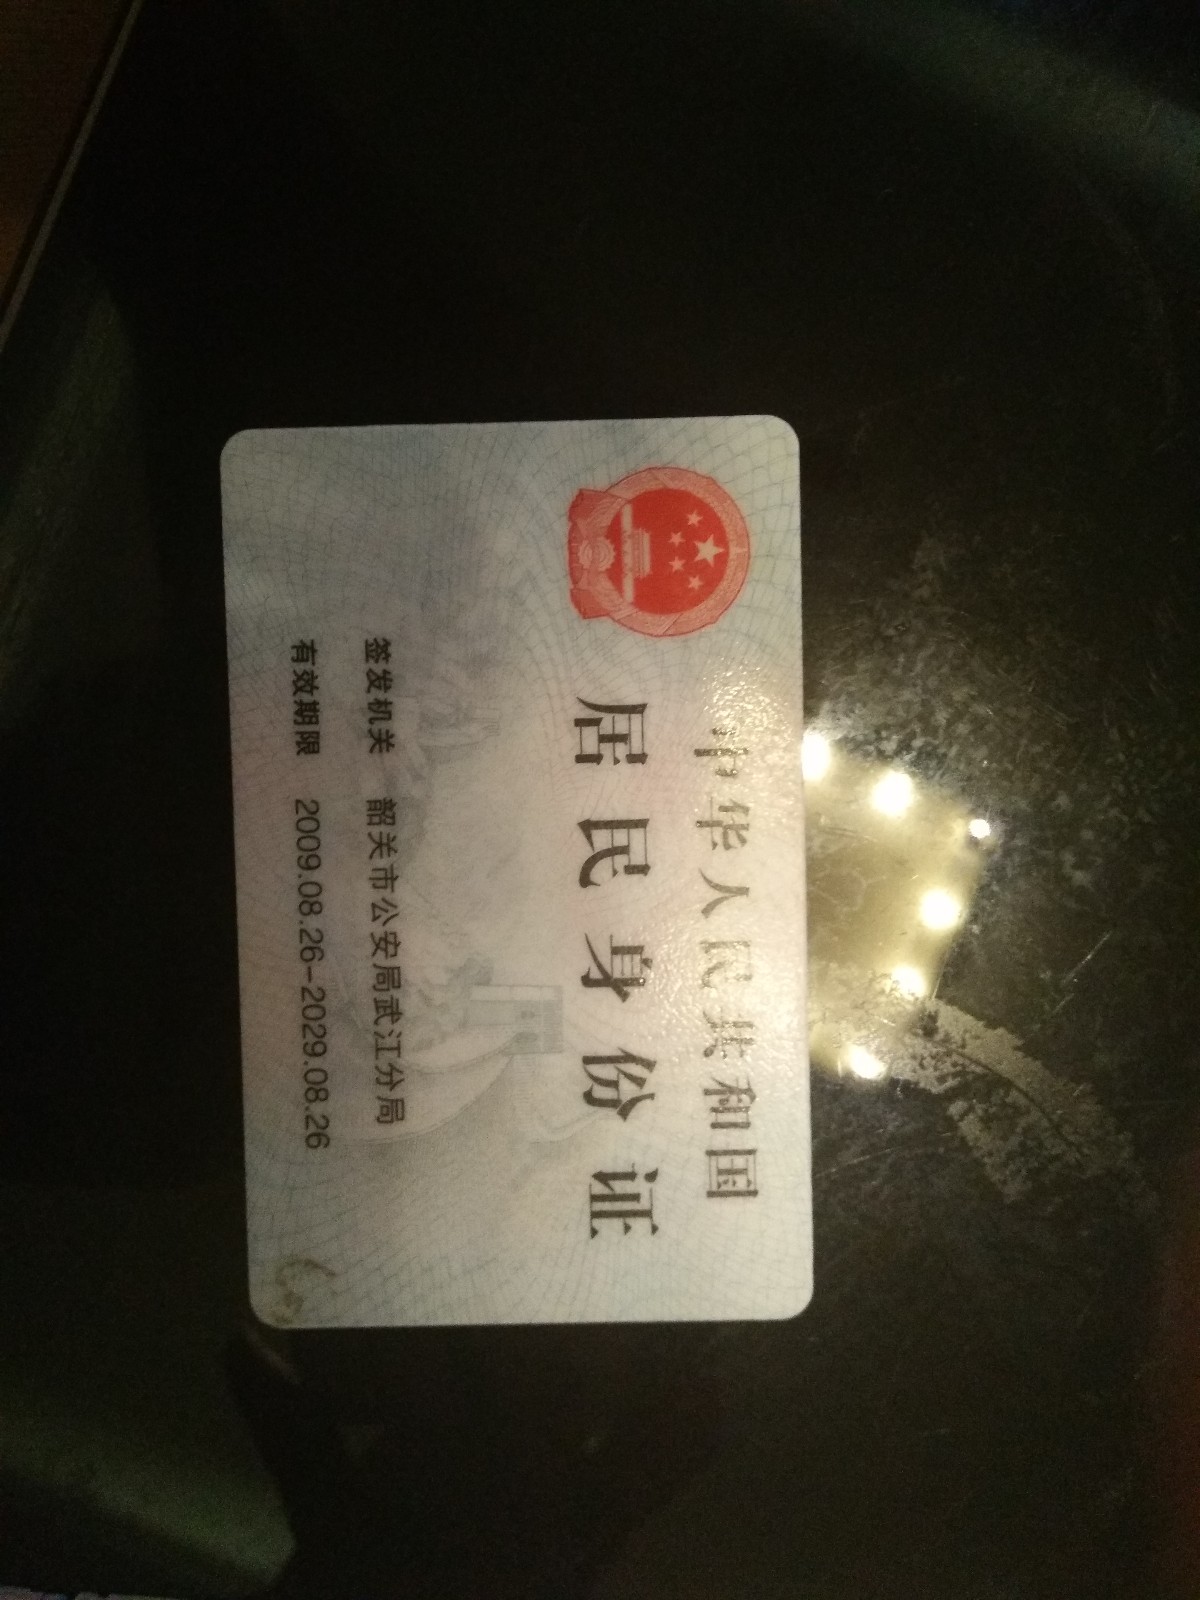 中华人民共和国
居民身份证
签发机关 韶关市公安局武江分局
有效期限 2009.08.26-2029.08.26